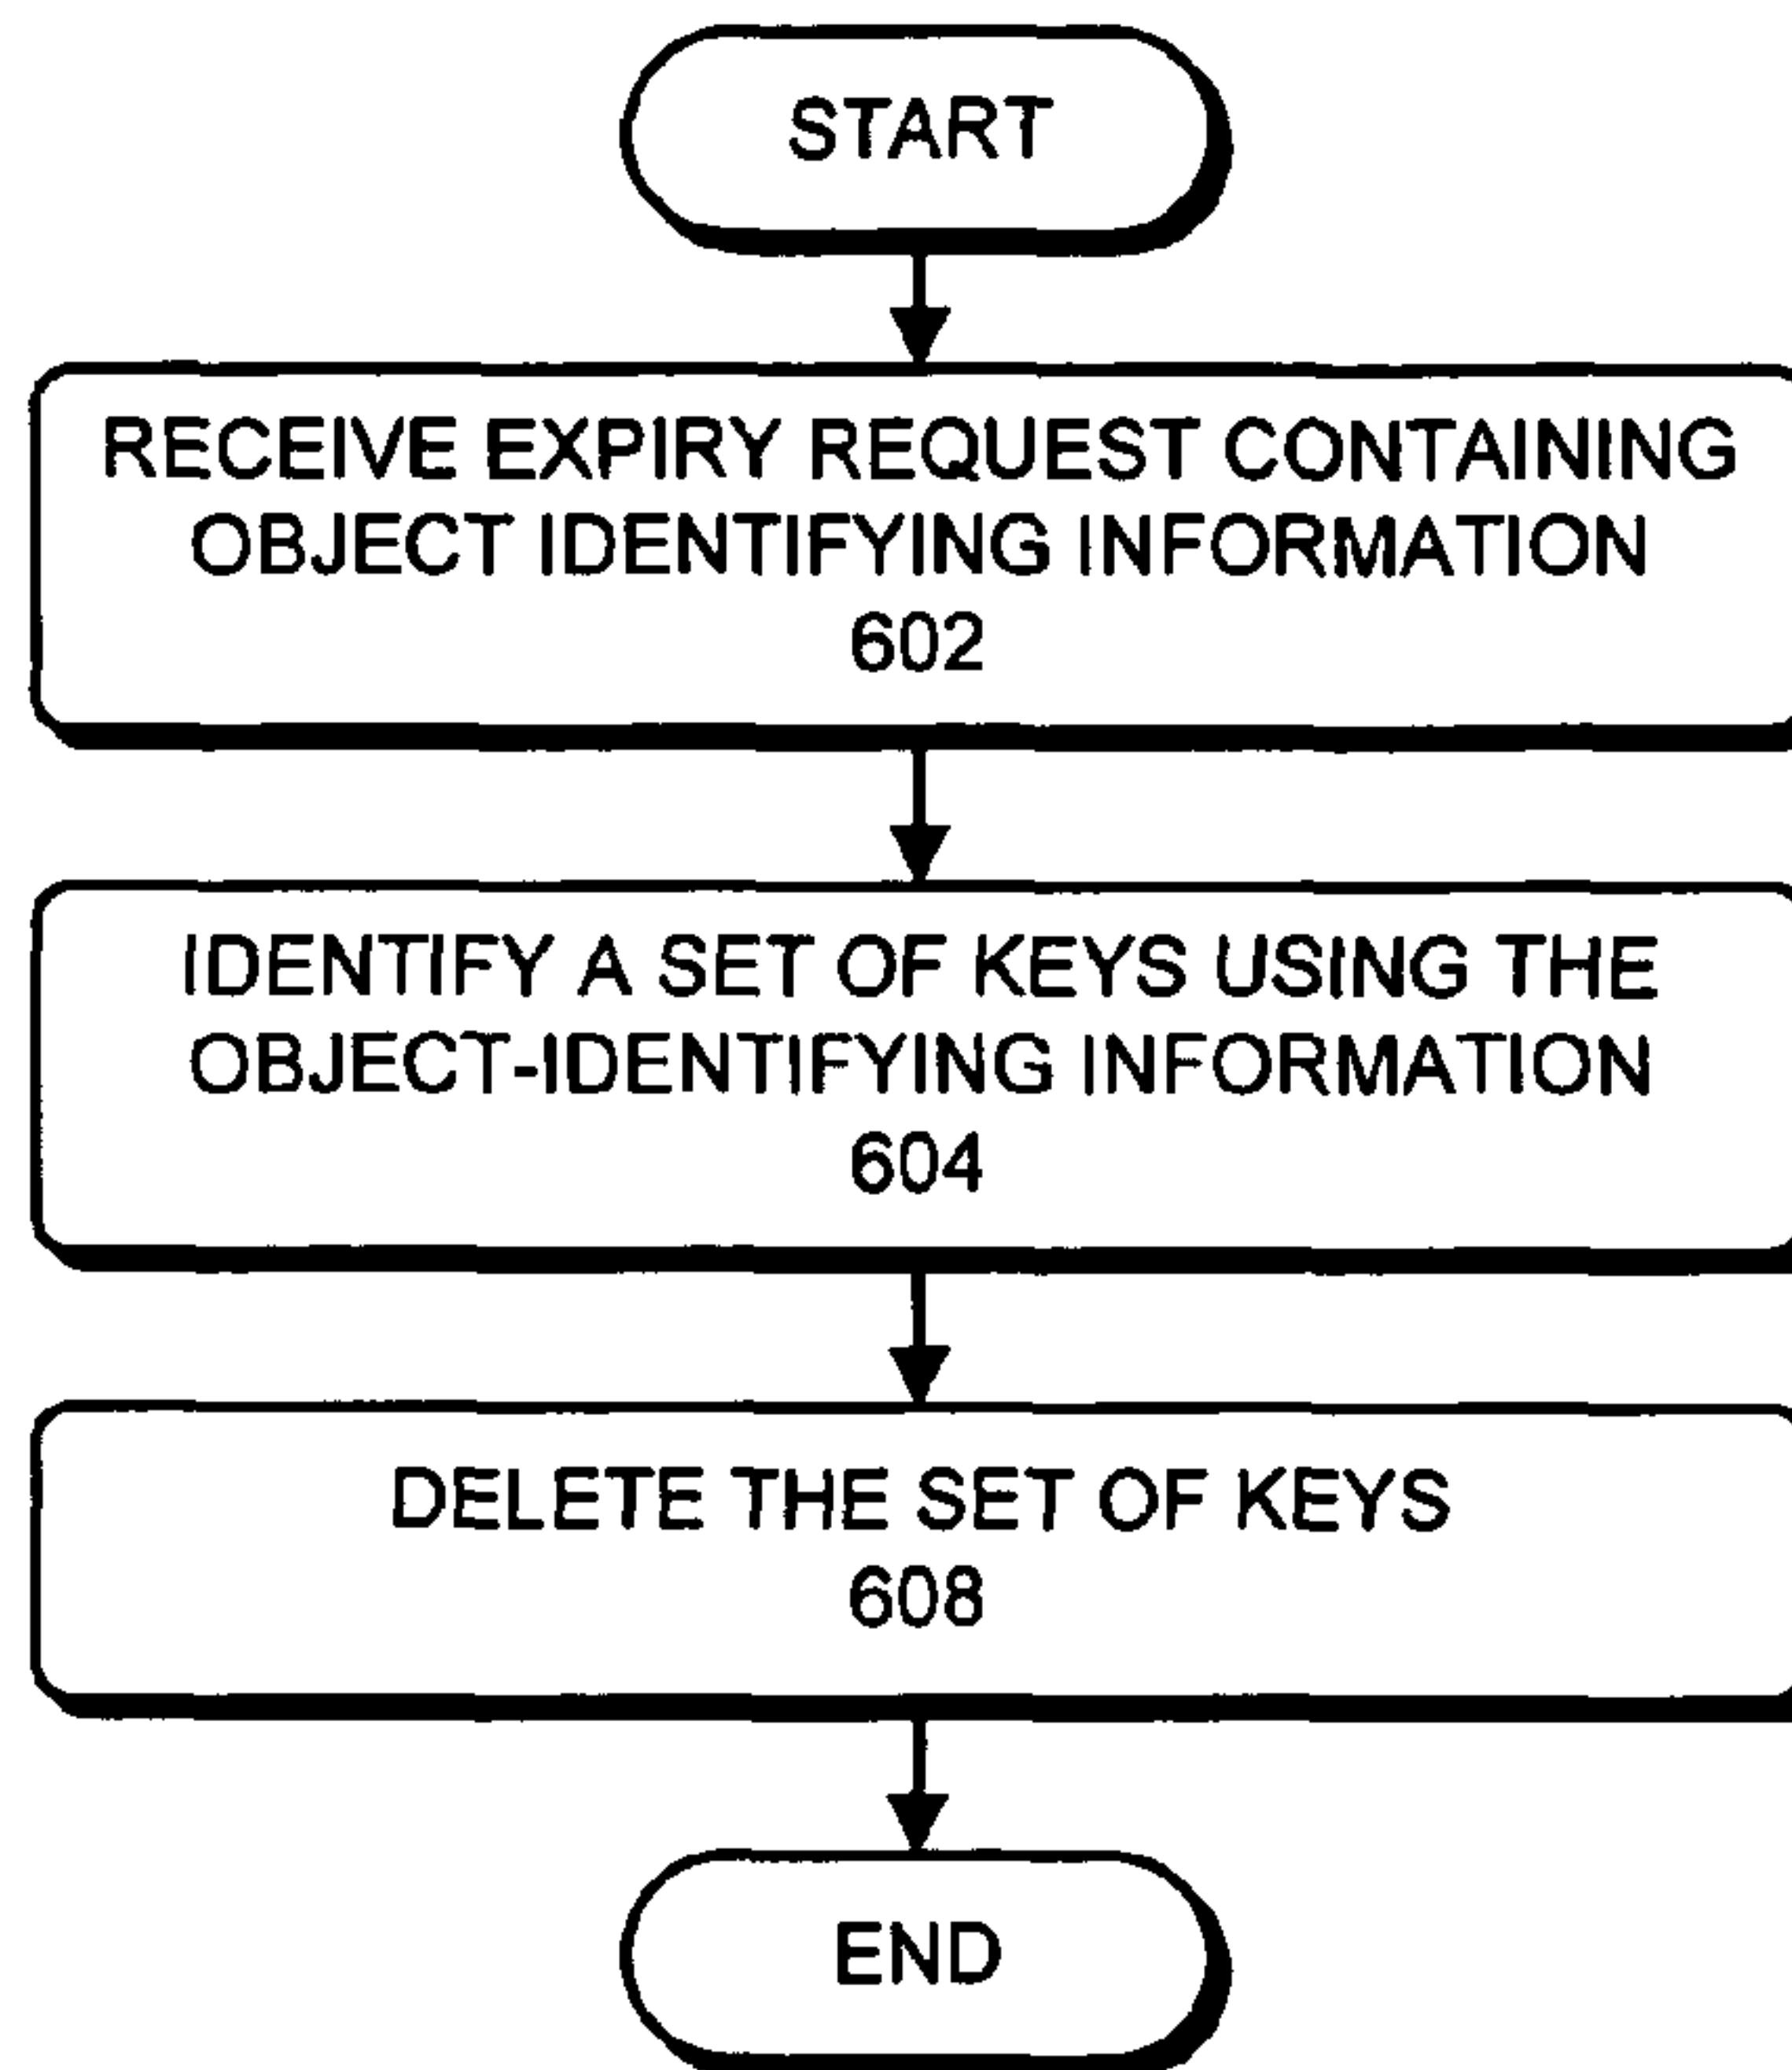 START
RECEIVE EXPIRY REQUEST CONTAINING
OBJECT IDENTIFYING INFORMATION
602
IDENTIFY A SET OF KEYS USING THE
OBJECT-IDENTIFYING INFORMATION
604
DELETE THE SET OF KEYS
608
END